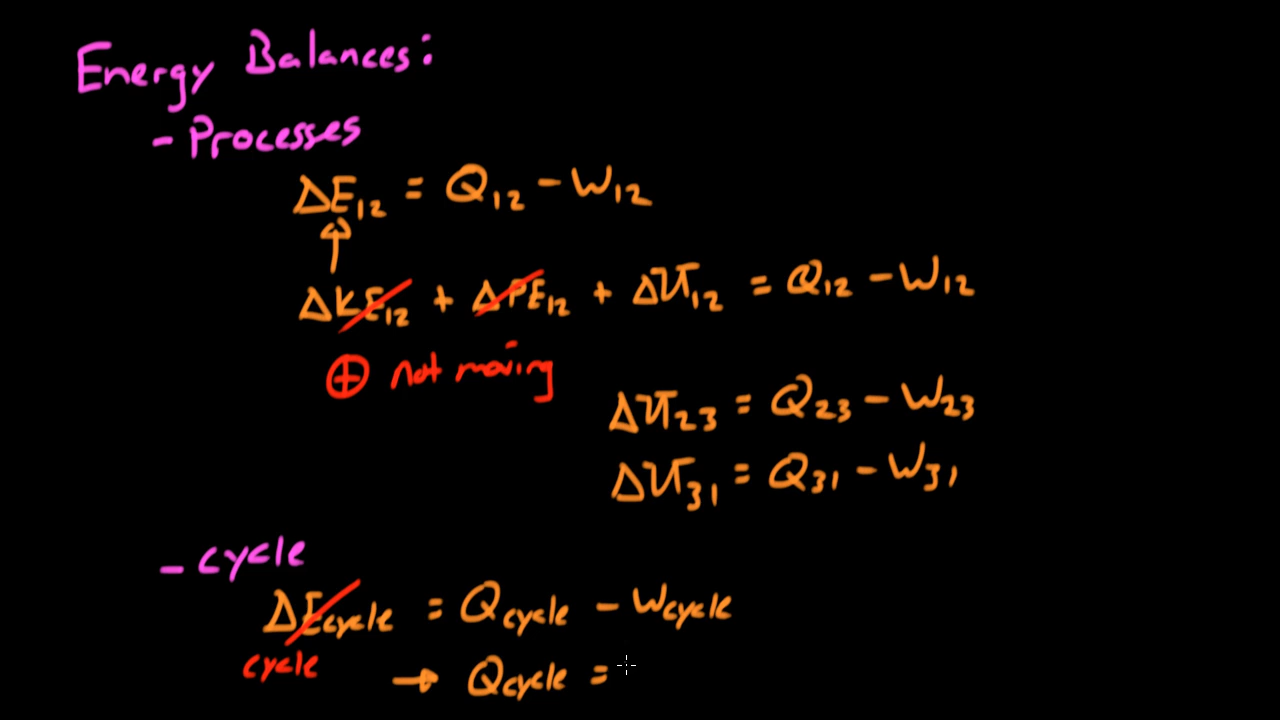 Energy Balances:
- Processes
ΔE₁₂ = Q₁₂ - W₁₂
ΔKE₁₂ + ΔPE₁₂ + ΔU₁₂ = Q₁₂ - W₁₂
⊕ not moving
ΔU₂₃ = Q₂₃ - W₂₃
ΔU₃₁ = Q₃₁ - W₃₁
- cycle
ΔEcycle = Qcycle - Wcycle
cycle
→ Qcycle =